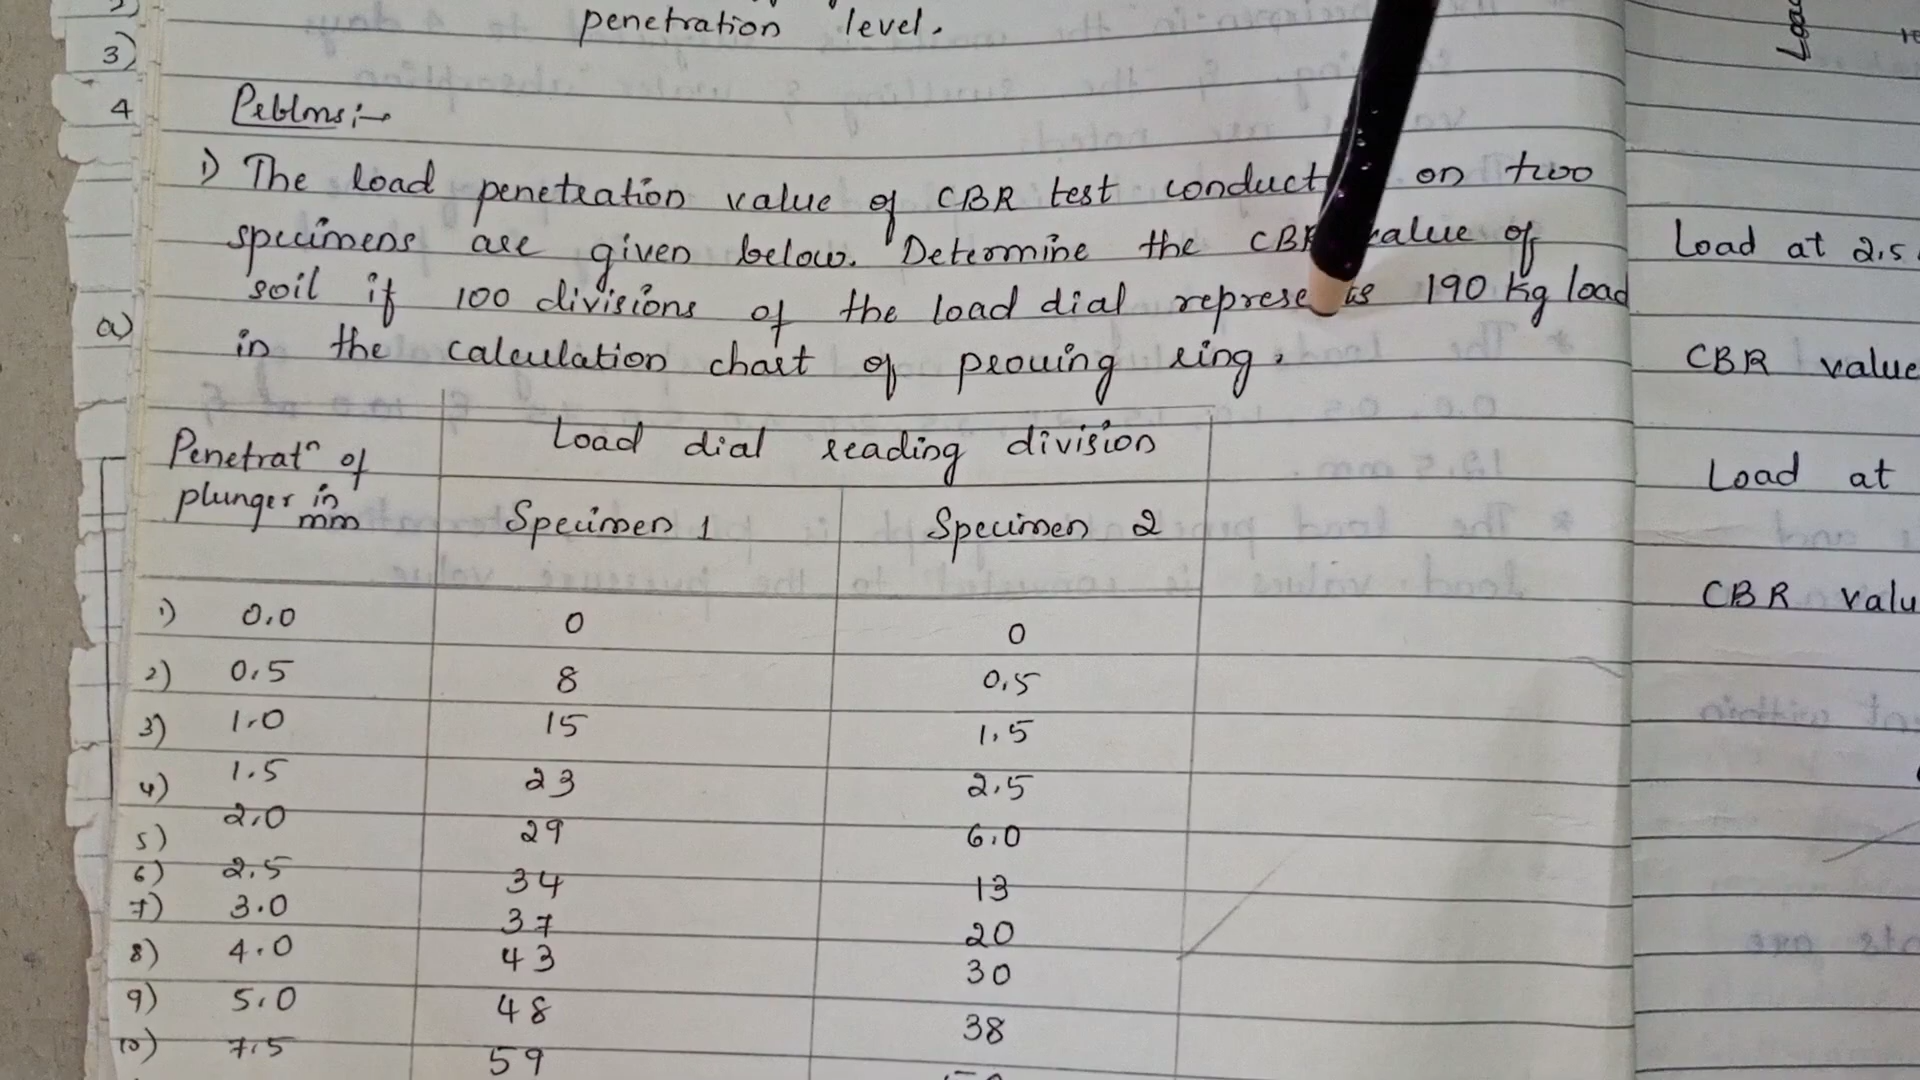 penetration level.
3)
4
Peblms:-
1) The load penetration value of CBR test conduct on two
specimens are given below. Determine the CBR value of
soil if 100 divisions of the load dial represe ts 190 kg load
in the calculation chart of proving ring.
a)
Penetratn of plunger in mm
Load dial reading division
Specimen 1 Specimen 2
1) 0.0 0 0
2) 0.5 8 0.5
3) 1.0 15 1.5
4) 1.5 23 2.5
5) 2.0 29 6.0
6) 2.5 34 13
7) 3.0 37 20
8) 4.0 43 30
9) 5.0 48 38
10) 7.5 59
Load at 2.5
CBR value
Load at
CBR valu